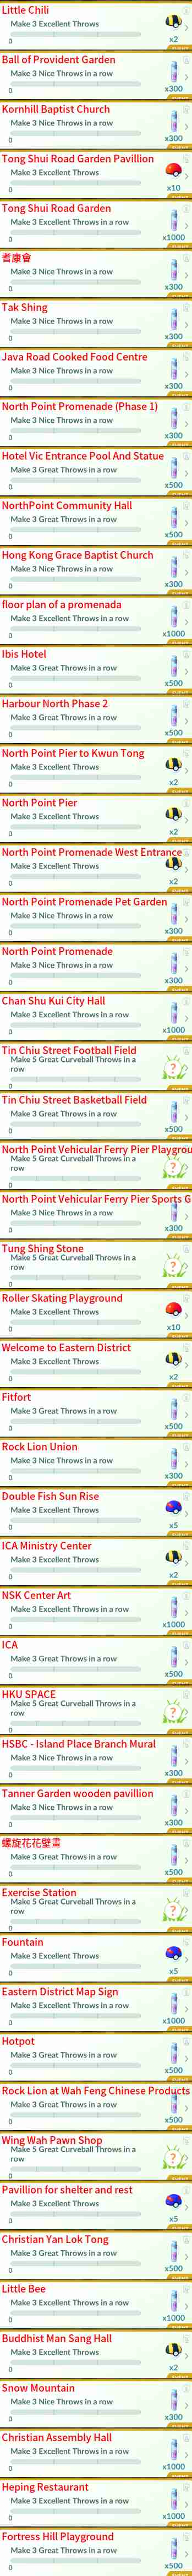 Little Chili
Make 3 Excellent Throws
0
x2
Ball of Provident Garden
Make 3 Nice Throws in a row
0
x300
Kornhill Baptist Church
Make 3 Nice Throws in a row
0
x300
Tong Shui Road Garden Pavillion
Make 3 Excellent Throws
0
x10
Tong Shui Road Garden
Make 3 Excellent Throws in a row
0
x1000
耆康會
Make 3 Nice Throws in a row
0
x300
Tak Shing
Make 3 Nice Throws in a row
0
x300
Java Road Cooked Food Centre
Make 3 Nice Throws in a row
0
x300
North Point Promenade (Phase 1)
Make 3 Nice Throws in a row
0
x300
Hotel Vic Entrance Pool And Statue
Make 3 Great Throws in a row
0
x500
NorthPoint Community Hall
Make 3 Great Throws in a row
0
x500
Hong Kong Grace Baptist Church
Make 3 Nice Throws in a row
0
x300
floor plan of a promenada
Make 3 Excellent Throws in a row
0
x1000
Ibis Hotel
Make 3 Great Throws in a row
0
x500
Harbour North Phase 2
Make 3 Great Throws in a row
0
x500
North Point Pier to Kwun Tong
Make 3 Excellent Throws
0
x2
North Point Pier
Make 3 Excellent Throws
0
x2
North Point Promenade West Entrance
Make 3 Excellent Throws
0
x2
North Point Promenade Pet Garden
Make 3 Nice Throws in a row
0
x300
North Point Promenade
Make 3 Nice Throws in a row
0
x300
Chan Shu Kui City Hall
Make 3 Excellent Throws in a row
0
x1000
Tin Chiu Street Football Field
Make 5 Great Curveball Throws in a
row
0
?
Tin Chiu Street Basketball Field
Make 3 Great Throws in a row
0
x500
North Point Vehicular Ferry Pier Playgrou
Make 5 Great Curveball Throws in a
row
0
?
North Point Vehicular Ferry Pier Sports G
Make 3 Nice Throws in a row
0
x300
Tung Shing Stone
Make 5 Great Curveball Throws in a
row
0
?
Roller Skating Playground
Make 3 Excellent Throws
0
x10
Welcome to Eastern District
Make 3 Excellent Throws
0
x2
Fitfort
Make 3 Great Throws in a row
0
x500
Rock Lion Union
Make 3 Nice Throws in a row
0
x300
Double Fish Sun Rise
Make 3 Excellent Throws
0
x5
ICA Ministry Center
Make 3 Excellent Throws
0
x2
NSK Center Art
Make 3 Excellent Throws in a row
0
x1000
ICA
Make 3 Great Throws in a row
0
x500
HKU SPACE
Make 5 Great Curveball Throws in a
row
0
?
HSBC - Island Place Branch Mural
Make 3 Nice Throws in a row
0
x300
Tanner Garden wooden pavillion
Make 3 Nice Throws in a row
0
x300
螺旋花花壁畫
Make 3 Great Throws in a row
0
x500
Exercise Station
Make 5 Great Curveball Throws in a
row
0
?
Fountain
Make 3 Excellent Throws
0
x5
Eastern District Map Sign
Make 3 Excellent Throws in a row
0
x1000
Hotpot
Make 3 Great Throws in a row
0
x500
Rock Lion at Wah Feng Chinese Products
Make 3 Great Throws in a row
0
x500
Wing Wah Pawn Shop
Make 5 Great Curveball Throws in a
row
0
?
Pavillion for shelter and rest
Make 3 Excellent Throws
0
x5
Christian Yan Lok Tong
Make 3 Great Throws in a row
0
x500
Little Bee
Make 3 Excellent Throws in a row
0
x1000
Buddhist Man Sang Hall
Make 3 Excellent Throws
0
x2
Snow Mountain
Make 3 Nice Throws in a row
0
x300
Christian Assembly Hall
Make 3 Excellent Throws in a row
0
x1000
Heping Restaurant
Make 3 Excellent Throws in a row
0
x1000
Fortress Hill Playground
Make 3 Great Throws in a row
0
x500